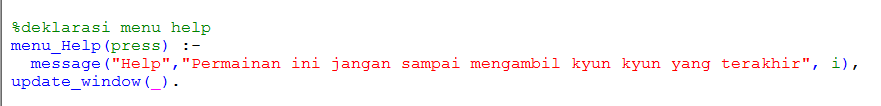 %deklarasi menu help
menu_Help(press) :-
message("Help","Permainan ini jangan sampai mengambil kyun kyun yang terakhir", i),
update_window(_).